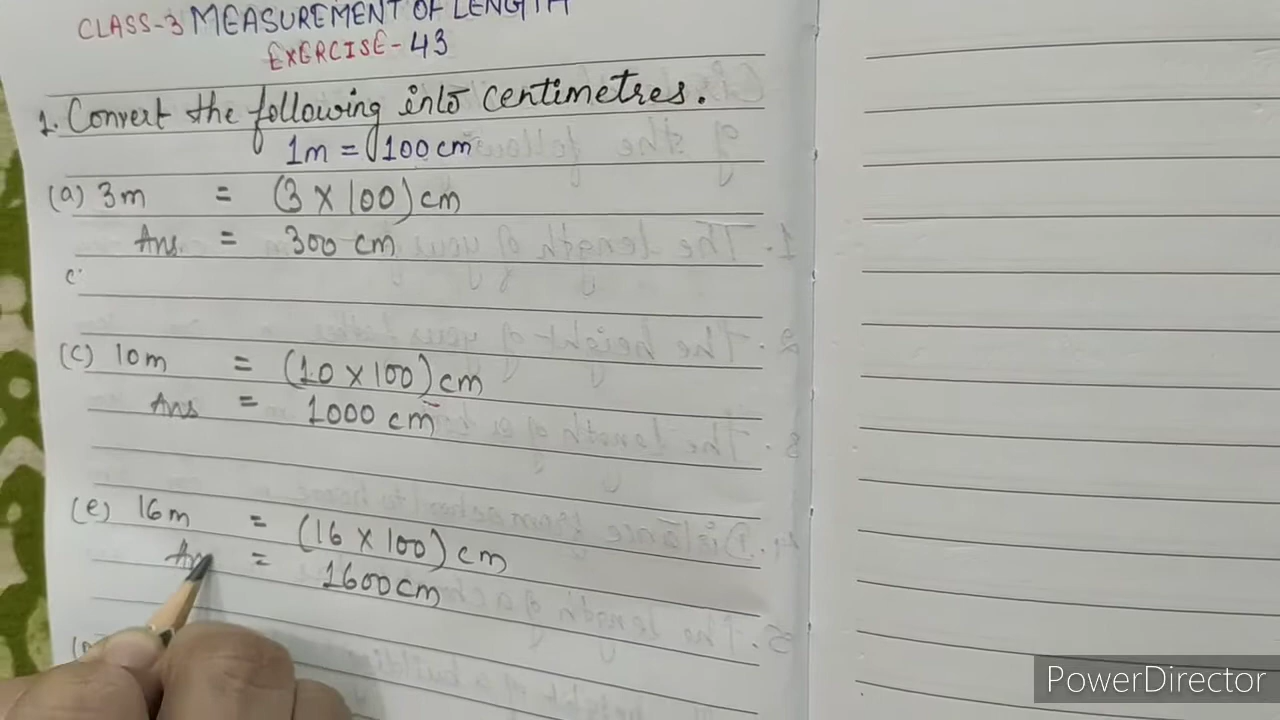 CLASS-3 MEASUREMENT OF LENGTH
EXERCISE-43
1. Convert the following into centimetres.
1m = 100 cm
(a) 3m = (3 × 100) cm
Ans. = 300 cm
(c) 10m = (10 × 100) cm
Ans = 1000 cm
(e) 16m = (16 × 100) cm
Ans = 1600 cm
PowerDirector